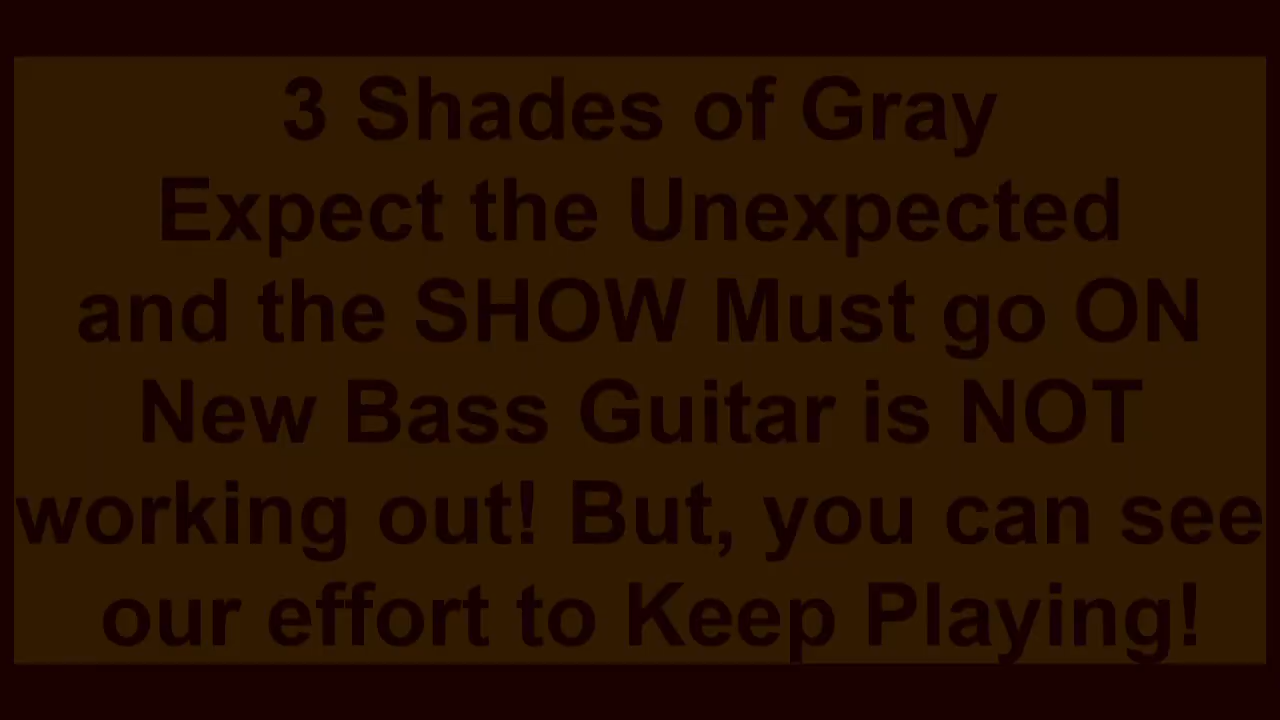 3 Shades of Gray
Expect the Unexpected
and the SHOW Must go ON
New Bass Guitar is NOT
working out! But, you can see
our effort to Keep Playing!